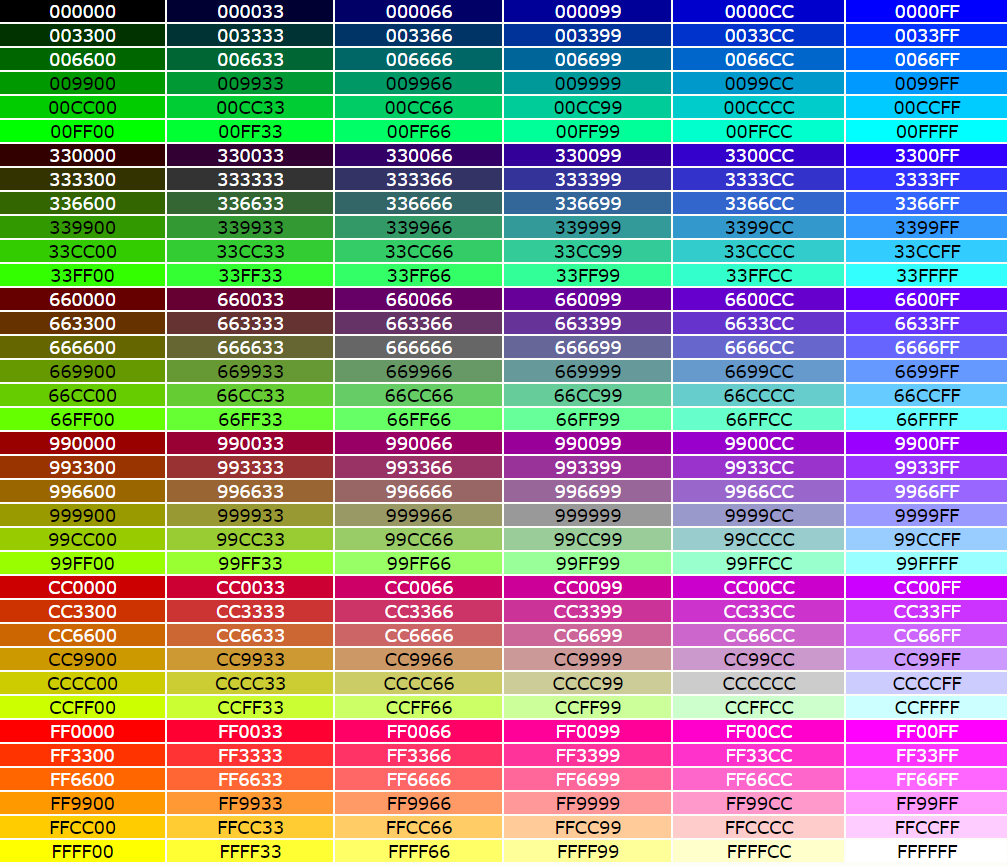 000000 000033 000066 000099 0000CC 0000FF
003300 003333 003366 003399 0033CC 0033FF
006600 006633 006666 006699 0066CC 0066FF
009900 009933 009966 009999 0099CC 0099FF
00CC00 00CC33 00CC66 00CC99 00CCCC 00CCFF
00FF00 00FF33 00FF66 00FF99 00FFCC 00FFFF
330000 330033 330066 330099 3300CC 3300FF
333300 333333 333366 333399 3333CC 3333FF
336600 336633 336666 336699 3366CC 3366FF
339900 339933 339966 339999 3399CC 3399FF
33CC00 33CC33 33CC66 33CC99 33CCCC 33CCFF
33FF00 33FF33 33FF66 33FF99 33FFCC 33FFFF
660000 660033 660066 660099 6600CC 6600FF
663300 663333 663366 663399 6633CC 6633FF
666600 666633 666666 666699 6666CC 6666FF
669900 669933 669966 669999 6699CC 6699FF
66CC00 66CC33 66CC66 66CC99 66CCCC 66CCFF
66FF00 66FF33 66FF66 66FF99 66FFCC 66FFFF
990000 990033 990066 990099 9900CC 9900FF
993300 993333 993366 993399 9933CC 9933FF
996600 996633 996666 996699 9966CC 9966FF
999900 999933 999966 999999 9999CC 9999FF
99CC00 99CC33 99CC66 99CC99 99CCCC 99CCFF
99FF00 99FF33 99FF66 99FF99 99FFCC 99FFFF
CC0000 CC0033 CC0066 CC0099 CC00CC CC00FF
CC3300 CC3333 CC3366 CC3399 CC33CC CC33FF
CC6600 CC6633 CC6666 CC6699 CC66CC CC66FF
CC9900 CC9933 CC9966 CC9999 CC99CC CC99FF
CCCC00 CCCC33 CCCC66 CCCC99 CCCCCC CCCCFF
CCFF00 CCFF33 CCFF66 CCFF99 CCFFCC CCFFFF
FF0000 FF0033 FF0066 FF0099 FF00CC FF00FF
FF3300 FF3333 FF3366 FF3399 FF33CC FF33FF
FF6600 FF6633 FF6666 FF6699 FF66CC FF66FF
FF9900 FF9933 FF9966 FF9999 FF99CC FF99FF
FFCC00 FFCC33 FFCC66 FFCC99 FFCCCC FFCCFF
FFFF00 FFFF33 FFFF66 FFFF99 FFFFCC FFFFFF